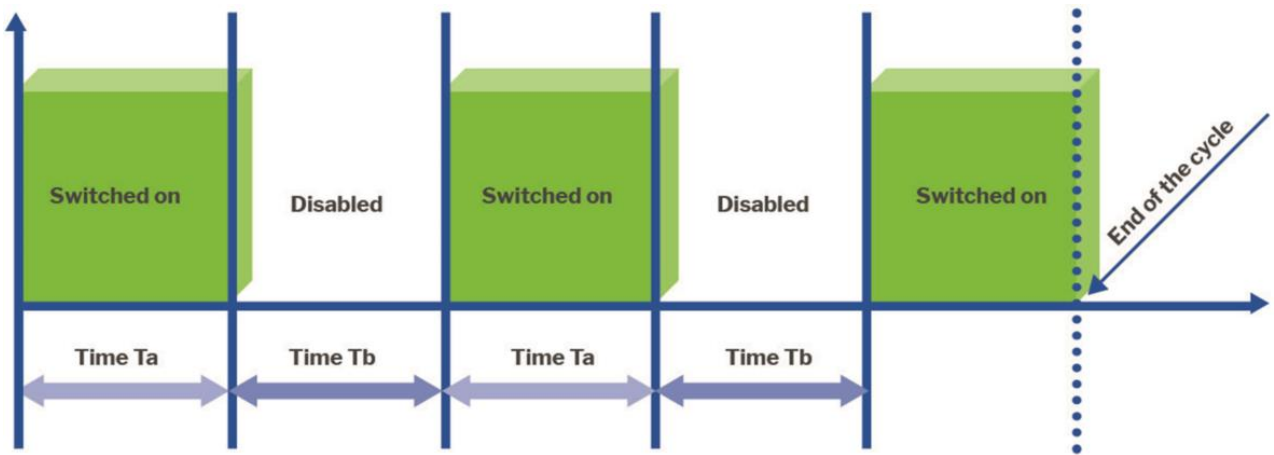 Switched on
Disabled
Switched on
Disabled
Switched on
End of the cycle
Time Ta
Time Tb
Time Ta
Time Tb